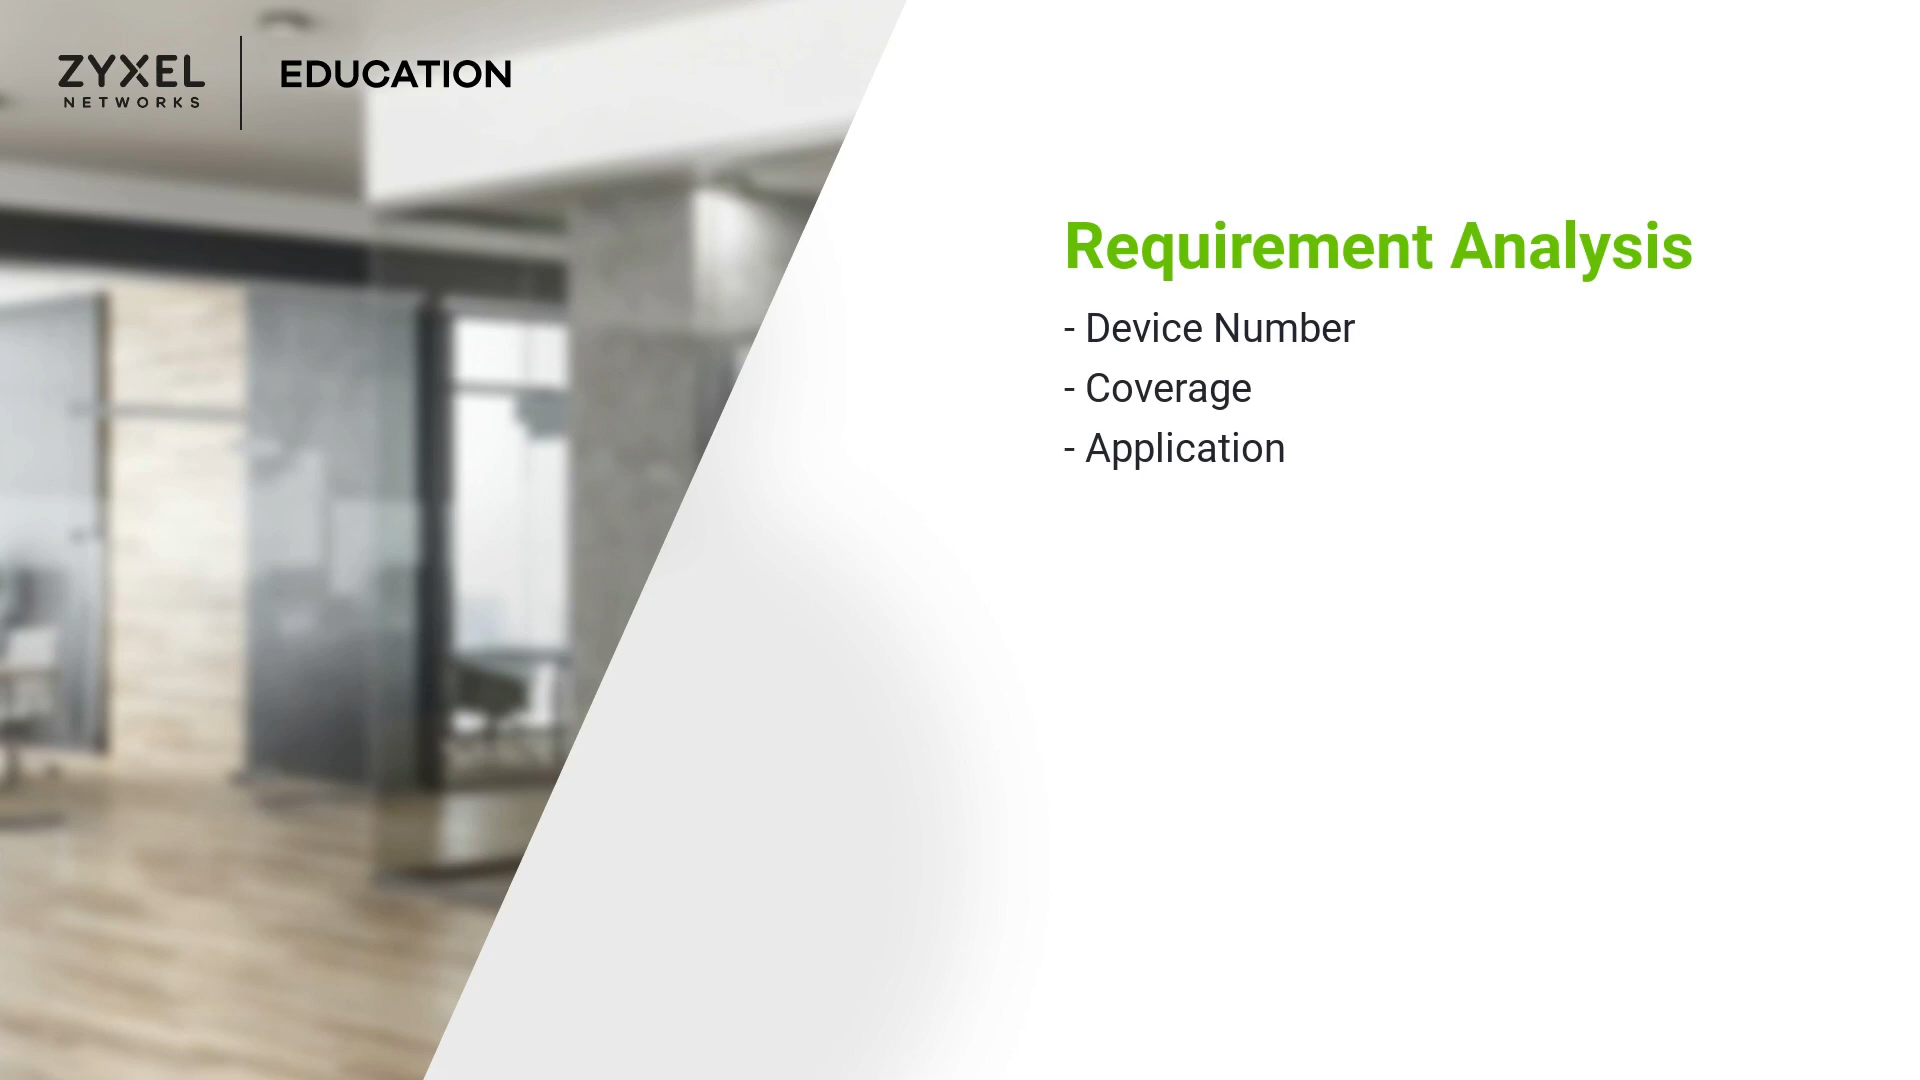 ZYXEL
NETWORKS
EDUCATION
Requirement Analysis
- Device Number
- Coverage
- Application